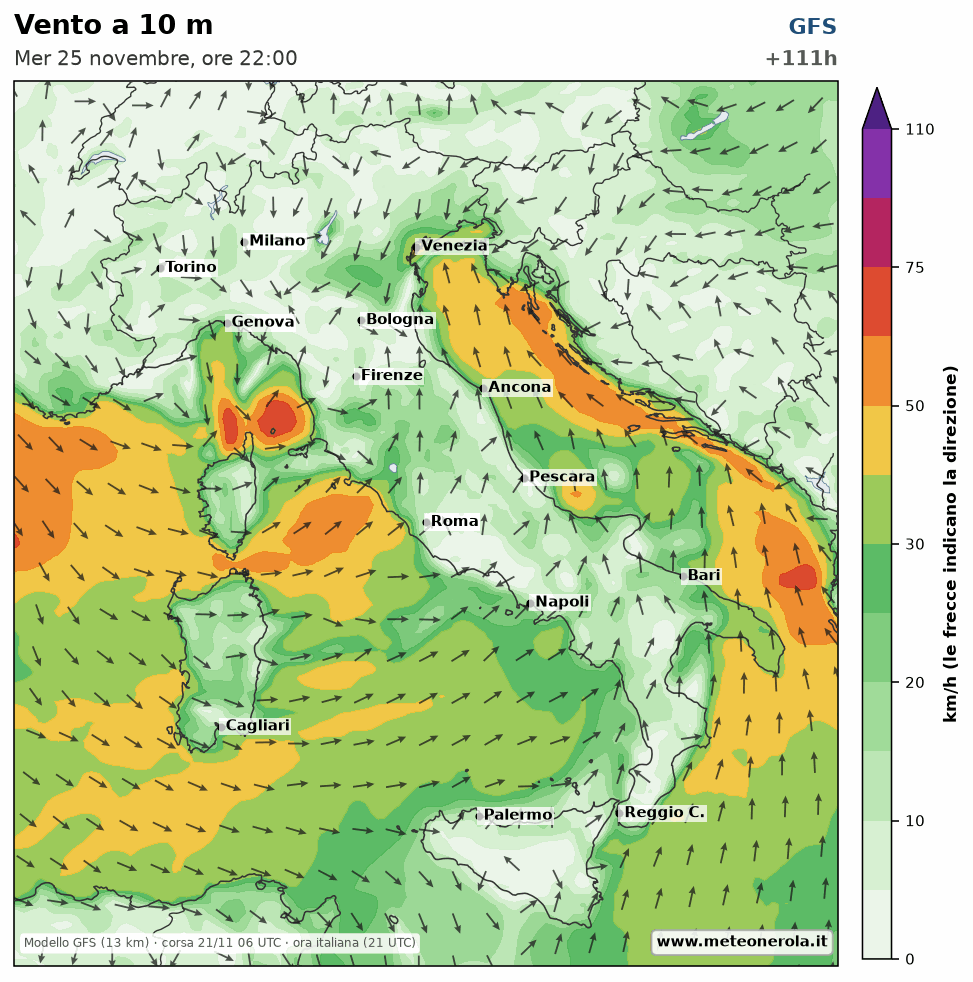 Vento a 10 m
GFS
Mer 25 novembre, ore 22:00
+111h
110
Venezia
Milano
Torino
75
Bologna
Genova
Firenze
Ancona
50
Pescara
Roma
30
Bari
Napoli
20
Cagliari
Reggio C.
Palermo
10
km/h (le frecce indicano la direzione)
Modello GFS (13 km) · corsa 21/11 06 UTC · ora italiana (21 UTC)
www.meteonerola.it
0